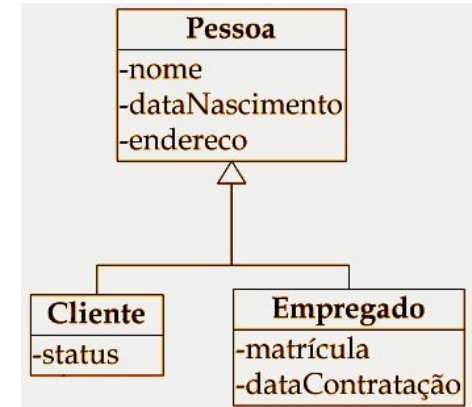 Pessoa
-nome
-dataNascimento
-endereco
Cliente
-status
Empregado
-matrícula
-dataContratação